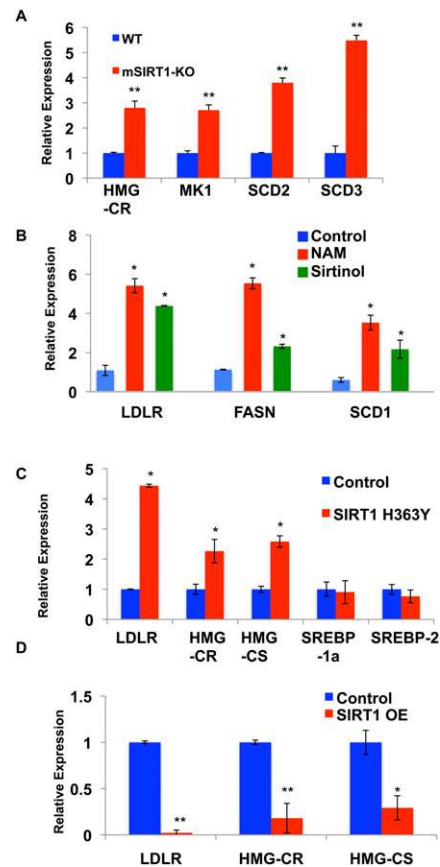 A
WT
mSIRT1-KO
Relative Expression
6
5
4
3
2
1
0
**
**
**
**
HMG
-CR
MK1
SCD2
SCD3
B
Control
NAM
Sirtinol
Relative Expression
8
6
4
2
0
*
*
*
*
*
*
LDLR
FASN
SCD1
C
Control
SIRT1 H363Y
Relative Expression
5
4
3
2
1
0
*
*
*
LDLR
HMG
-CR
HMG
-CS
SREBP
-1a
SREBP-2
D
Control
SIRT1 OE
Relative Expression
1.5
1
0.5
0
**
**
*
LDLR
HMG-CR
HMG-CS